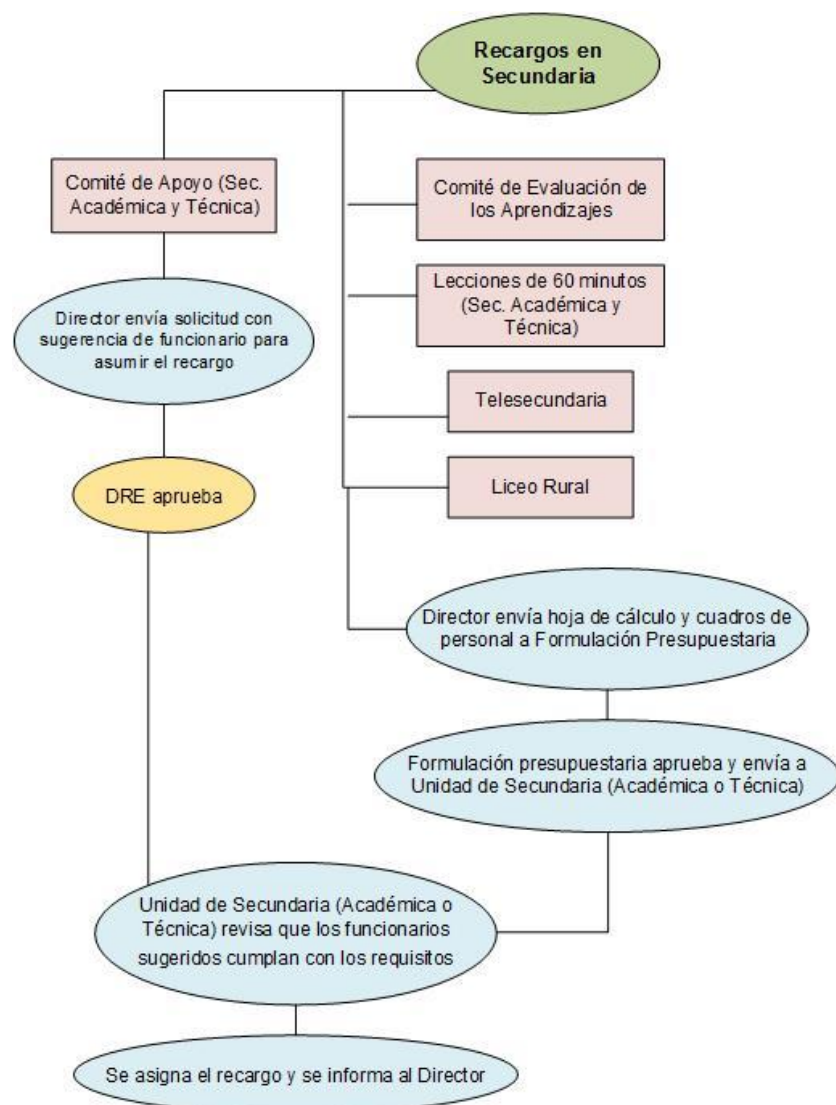 Recargos en
Secundaria
Comité de Apoyo (Sec.
Académica y Técnica)
Director envía solicitud con
sugerencia de funcionario para
asumir el recargo
DRE aprueba
Comité de Evaluación de
los Aprendizajes
Lecciones de 60 minutos
(Sec. Académica y
Técnica)
Telesecundaria
Liceo Rural
Director envía hoja de cálculo y cuadros de
personal a Formulación Presupuestaria
Formulación presupuestaria aprueba y envía a
Unidad de Secundaria (Académica o Técnica)
Unidad de Secundaria (Académica o
Técnica) revisa que los funcionarios
sugeridos cumplan con los requisitos
Se asigna el recargo y se informa al Director